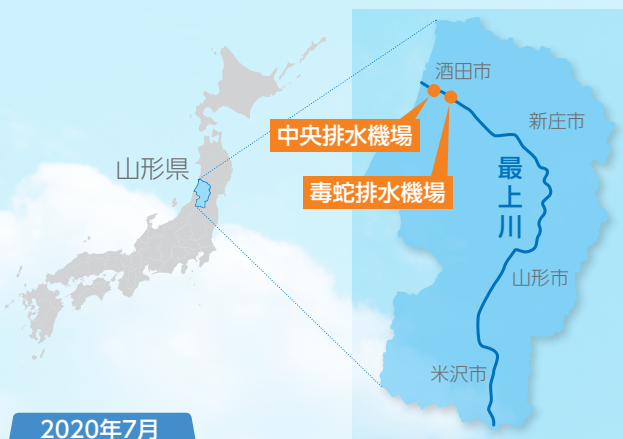 山形県
酒田市
新庄市
中央排水機場
毒蛇排水機場
最上川
山形市
米沢市
2020年7月